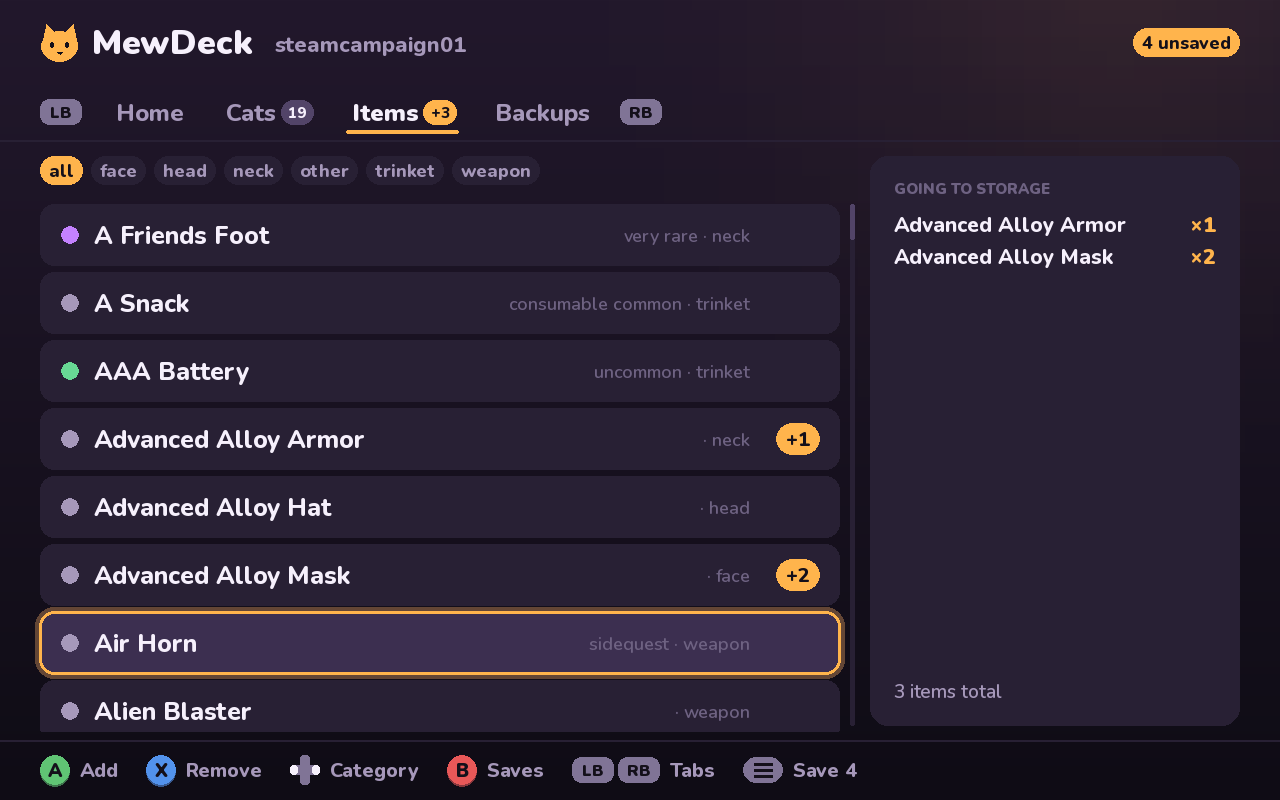 MewDeck steamcampaign01
4 unsaved
LB Home Cats 19 Items +3 Backups RB
all face head neck other trinket weapon
A Friends Foot very rare · neck
A Snack consumable common · trinket
AAA Battery uncommon · trinket
Advanced Alloy Armor · neck +1
Advanced Alloy Hat · head
Advanced Alloy Mask · face +2
Air Horn sidequest · weapon
Alien Blaster · weapon
GOING TO STORAGE
Advanced Alloy Armor ×1
Advanced Alloy Mask ×2
3 items total
A Add X Remove Category B Saves LB RB Tabs Save 4